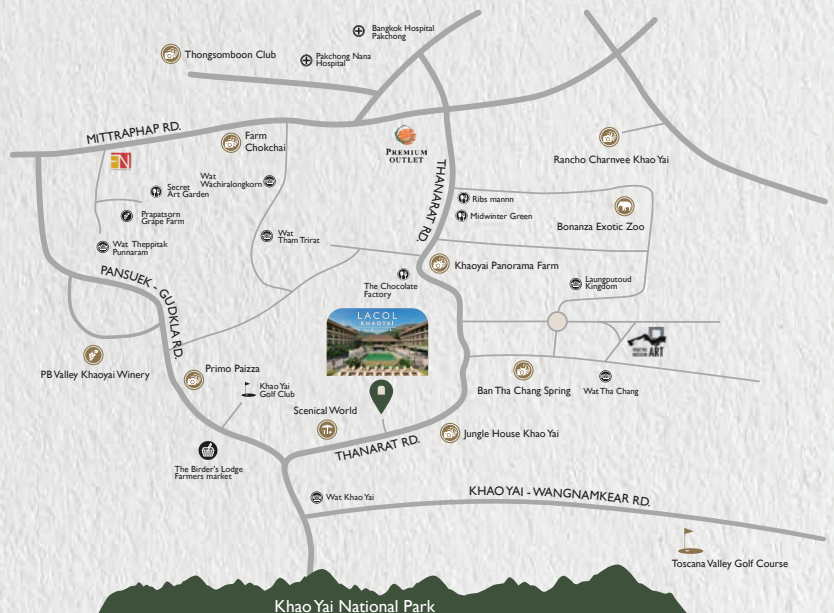 Bangkok Hospital
Pakchong
Thongsomboon Club
Pakchong Nana
Hospital
MITTRAPHAP RD.
Farm
Chokchai
PREMIUM
OUTLET
Rancho Charnvee Khao Yai
FN
Secret
Art Garden
Wat
Wachiralongkorn
THANARAT RD.
Ribs mannn
Midwinter Green
Prapatsorn
Grape Farm
Bonanza Exotic Zoo
Wat Theppitak
Punnaram
Wat
Tham Trirat
Khaoyai Panorama Farm
PANSUEK - GUDKLA RD.
The Chocolate
Factory
Laungputoud
Kingdom
LACOL
KHAOYAI
ART
PB Valley Khaoyai Winery
Primo Paizza
Khao Yai
Golf Club
Ban Tha Chang Spring
Wat Tha Chang
Scenical World
THANARAT RD.
Jungle House Khao Yai
The Birder's Lodge
Farmers market
Wat Khao Yai
KHAO YAI - WANGNAMKEAR RD.
Toscana Valley Golf Course
Khao Yai National Park